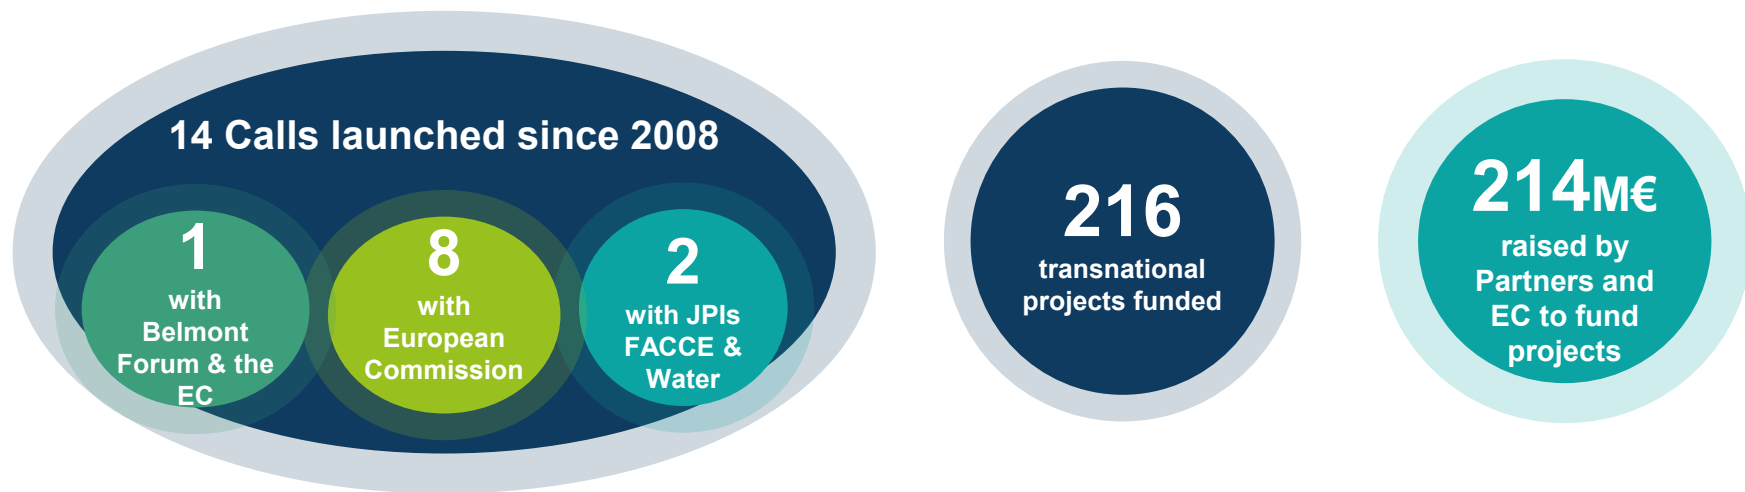 14 Calls launched since 2008
1
with
Belmont
Forum & the
EC
8
with
European
Commission
2
with JPIs
FACCE &
Water
216
transnational
projects funded
214M€
raised by
Partners and
EC to fund
projects